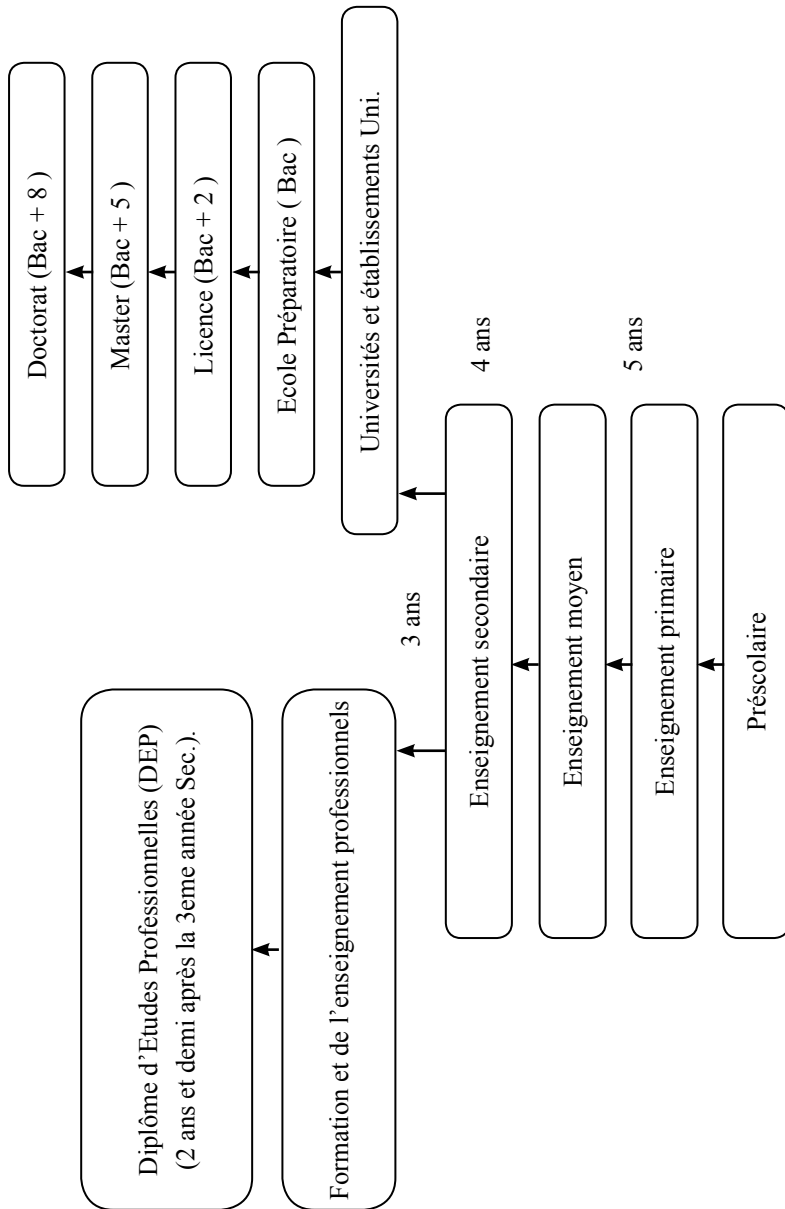 Doctorat (Bac + 8 )
Master (Bac + 5 )
Licence (Bac + 2 )
Ecole Préparatoire ( Bac )
Universités et établissements Uni.
Diplôme d'Etudes Professionnelles (DEP)
(2 ans et demi après la 3eme année Sec.).
Formation et de l'enseignement professionnels
3 ans
Enseignement secondaire
4 ans
Enseignement moyen
5 ans
Enseignement primaire
Préscolaire